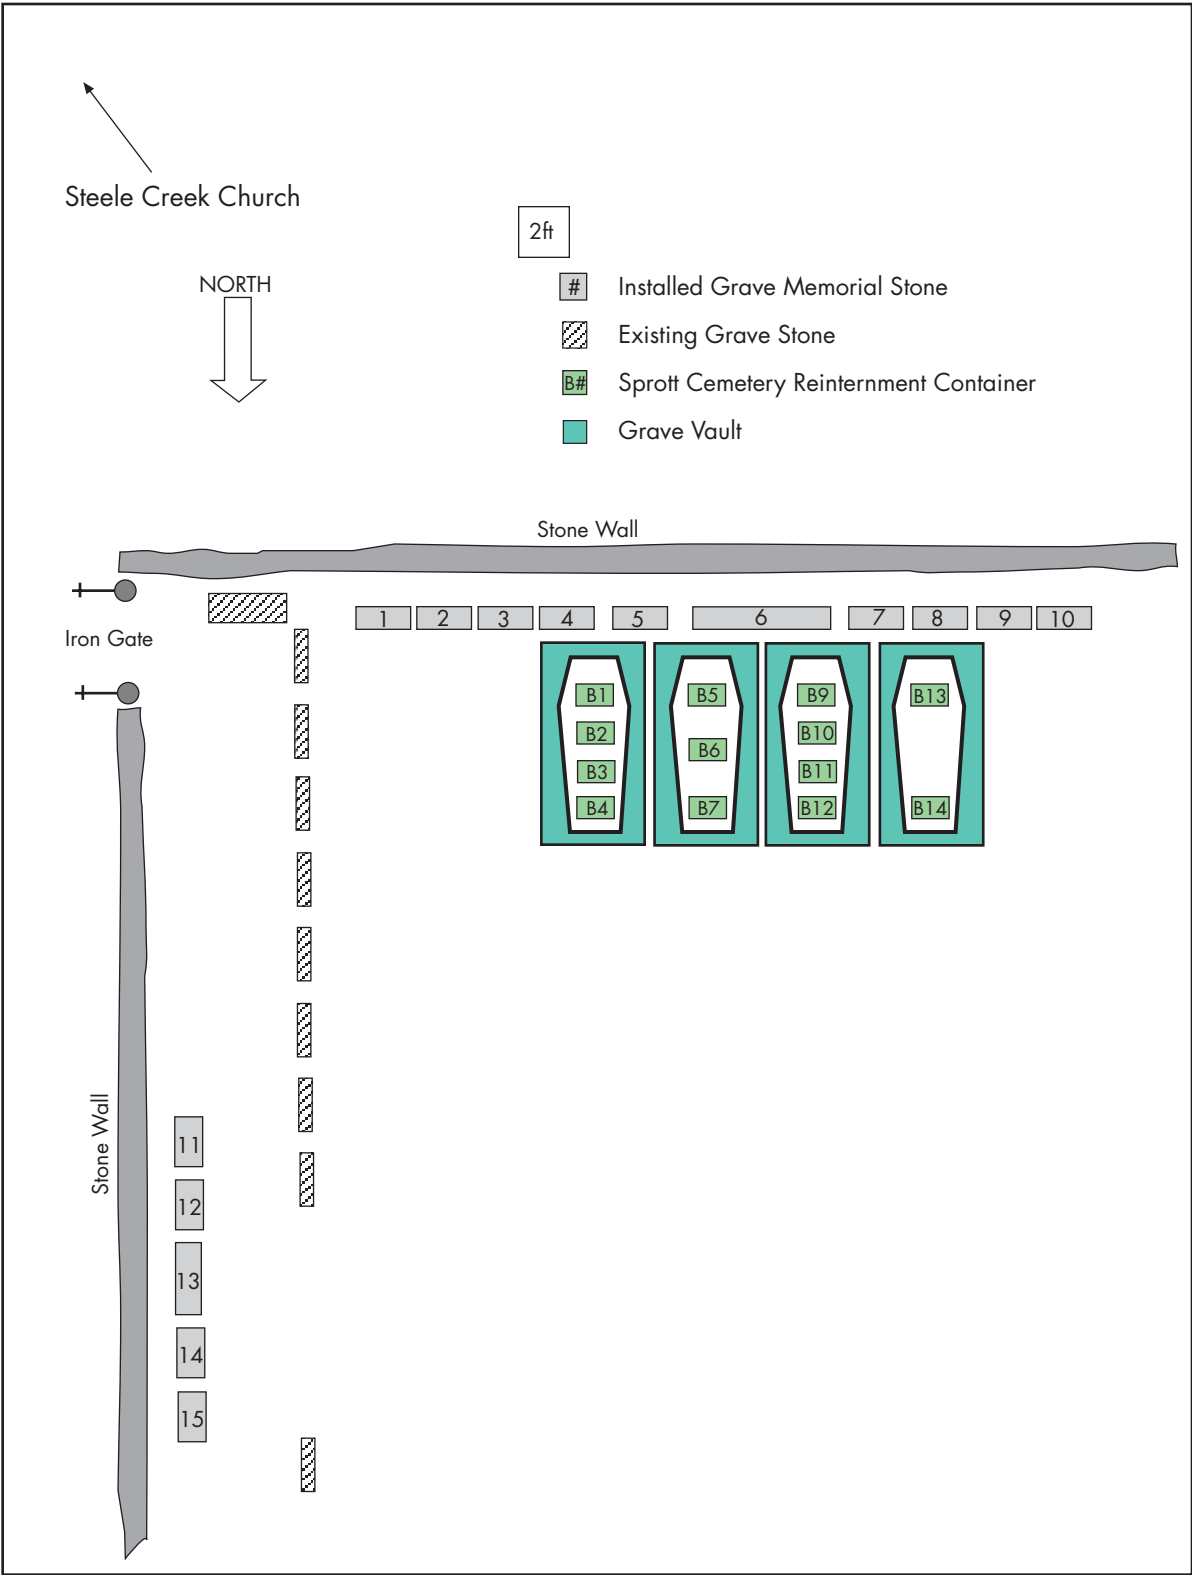 Steele Creek Church
2ft
NORTH
# Installed Grave Memorial Stone
Existing Grave Stone
B# Sprott Cemetery Reinternment Container
Grave Vault
Stone Wall
Iron Gate
1 2 3 4 5 6 7 8 9 10
B1 B5 B9 B13
B2 B6 B10
B3 B11
B4 B7 B12 B14
Stone Wall
11
12
13
14
15